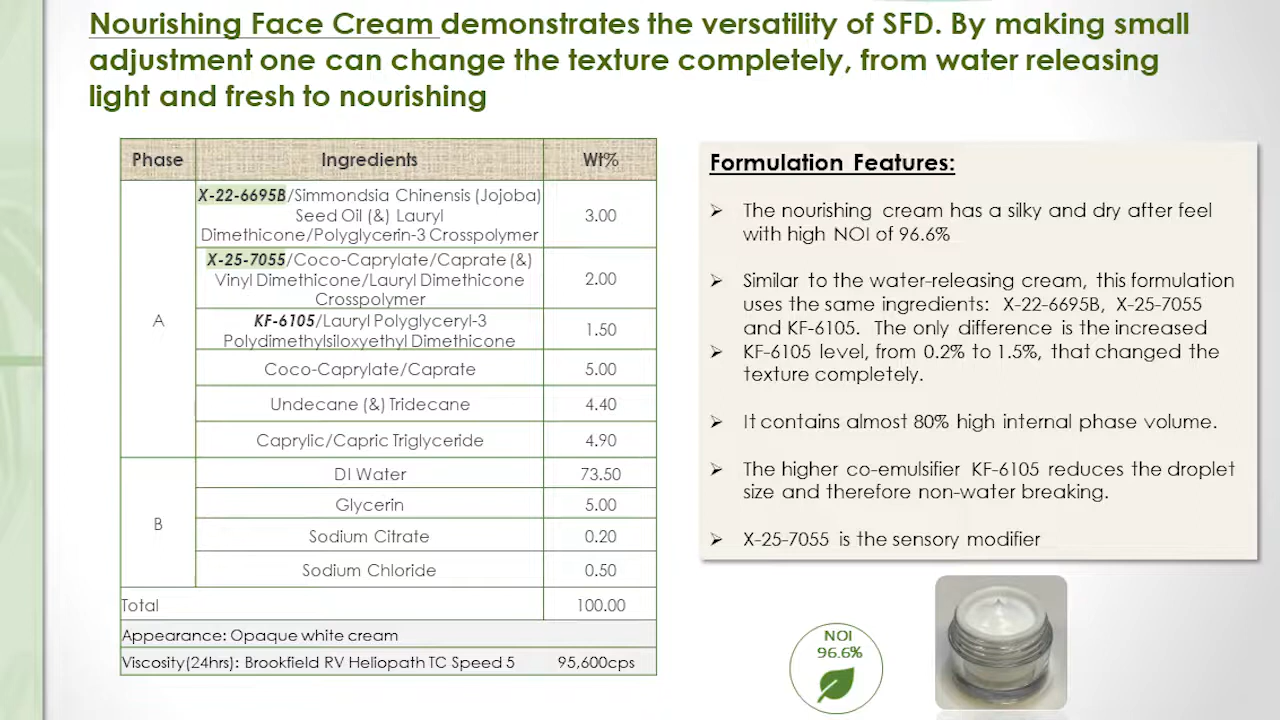 Nourishing Face Cream demonstrates the versatility of SFD. By making small
adjustment one can change the texture completely, from water releasing
light and fresh to nourishing
Phase Ingredients Wt%
X-22-6695B/Simmondsia Chinensis (Jojoba)
Seed Oil (&) Lauryl
Dimethicone/Polyglycerin-3 Crosspolymer
3.00
X-25-7055/Coco-Caprylate/Caprate (&)
Vinyl Dimethicone/Lauryl Dimethicone
Crosspolymer
2.00
A
KF-6105/Lauryl Polyglyceryl-3
Polydimethylsiloxyethyl Dimethicone
1.50
Coco-Caprylate/Caprate 5.00
Undecane (&) Tridecane 4.40
Caprylic/Capric Triglyceride 4.90
B
DI Water 73.50
Glycerin 5.00
Sodium Citrate 0.20
Sodium Chloride 0.50
Total 100.00
Appearance: Opaque white cream
Viscosity(24hrs): Brookfield RV Heliopath TC Speed 5 95,600cps
Formulation Features:
➢ The nourishing cream has a silky and dry after feel
with high NOI of 96.6%
➢ Similar to the water-releasing cream, this formulation
uses the same ingredients: X-22-6695B, X-25-7055
and KF-6105. The only difference is the increased
➢ KF-6105 level, from 0.2% to 1.5%, that changed the
texture completely.
➢ It contains almost 80% high internal phase volume.
➢ The higher co-emulsifier KF-6105 reduces the droplet
size and therefore non-water breaking.
➢ X-25-7055 is the sensory modifier
NOI
96.6%